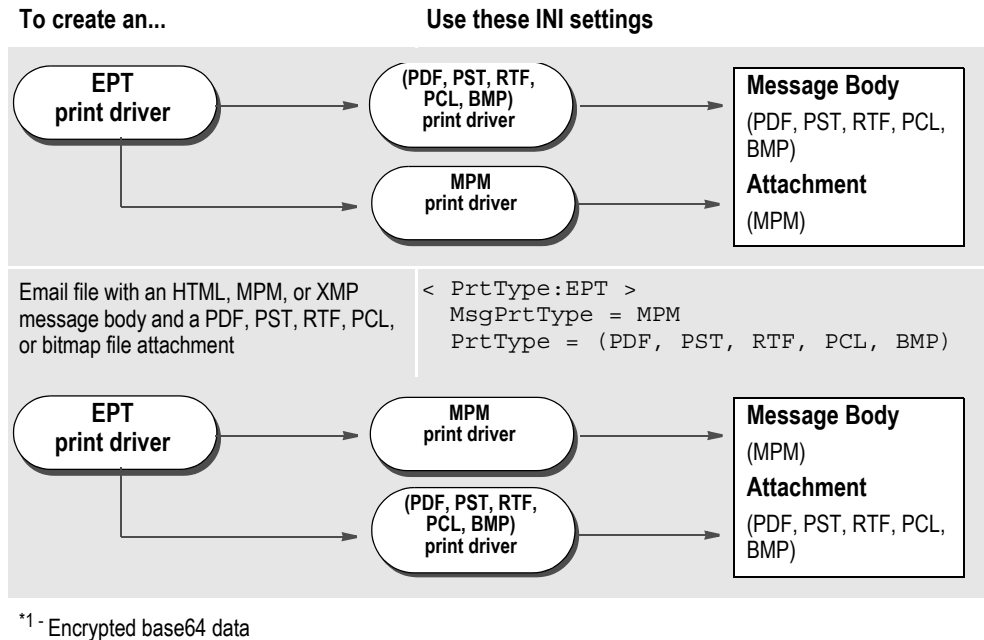 To create an... Use these INI settings
EPT
print driver
(PDF, PST, RTF,
PCL, BMP)
print driver
MPM
print driver
Message Body
(PDF, PST, RTF, PCL,
BMP)
Attachment
(MPM)
Email file with an HTML, MPM, or XMP
message body and a PDF, PST, RTF, PCL,
or bitmap file attachment
< PrtType:EPT >
MsgPrtType = MPM
PrtType = (PDF, PST, RTF, PCL, BMP)
EPT
print driver
MPM
print driver
(PDF, PST, RTF,
PCL, BMP)
print driver
Message Body
(MPM)
Attachment
(PDF, PST, RTF, PCL,
BMP)
*1 - Encrypted base64 data